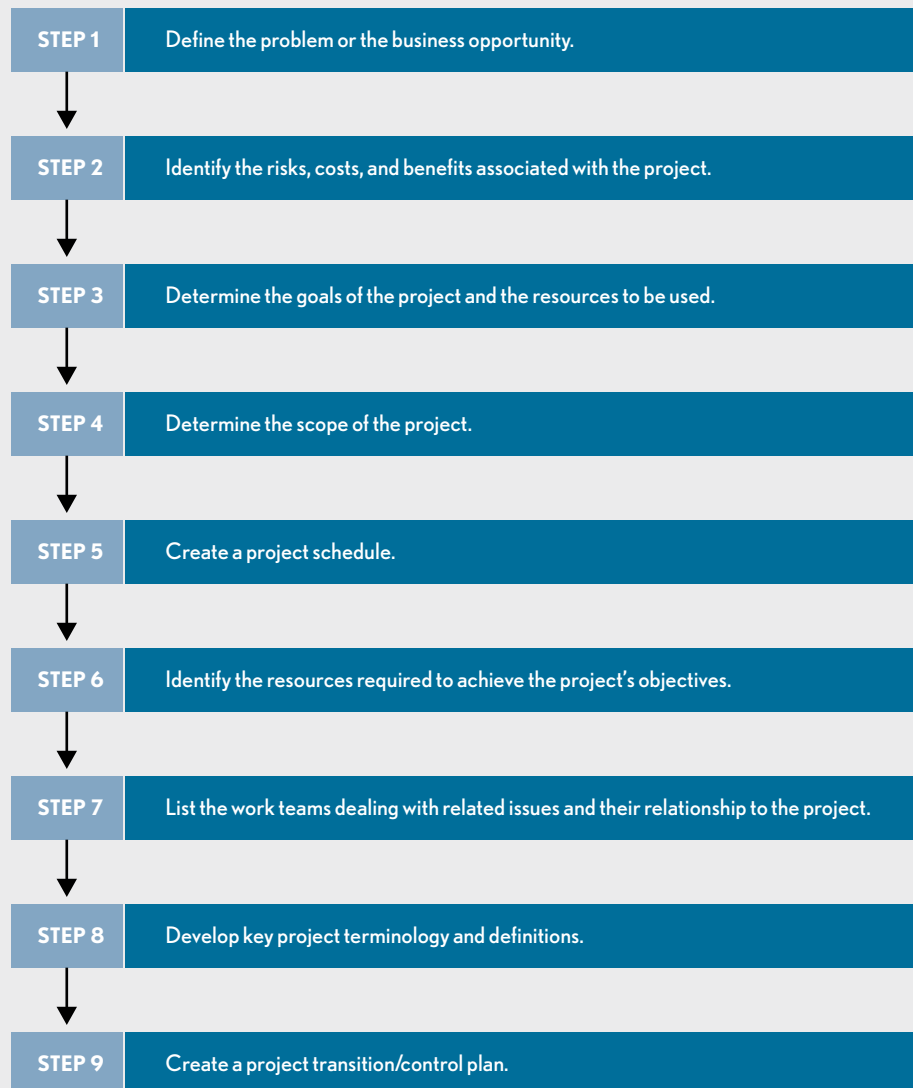 STEP 1 Define the problem or the business opportunity.
STEP 2 Identify the risks, costs, and benefits associated with the project.
STEP 3 Determine the goals of the project and the resources to be used.
STEP 4 Determine the scope of the project.
STEP 5 Create a project schedule.
STEP 6 Identify the resources required to achieve the project’s objectives.
STEP 7 List the work teams dealing with related issues and their relationship to the project.
STEP 8 Develop key project terminology and definitions.
STEP 9 Create a project transition/control plan.